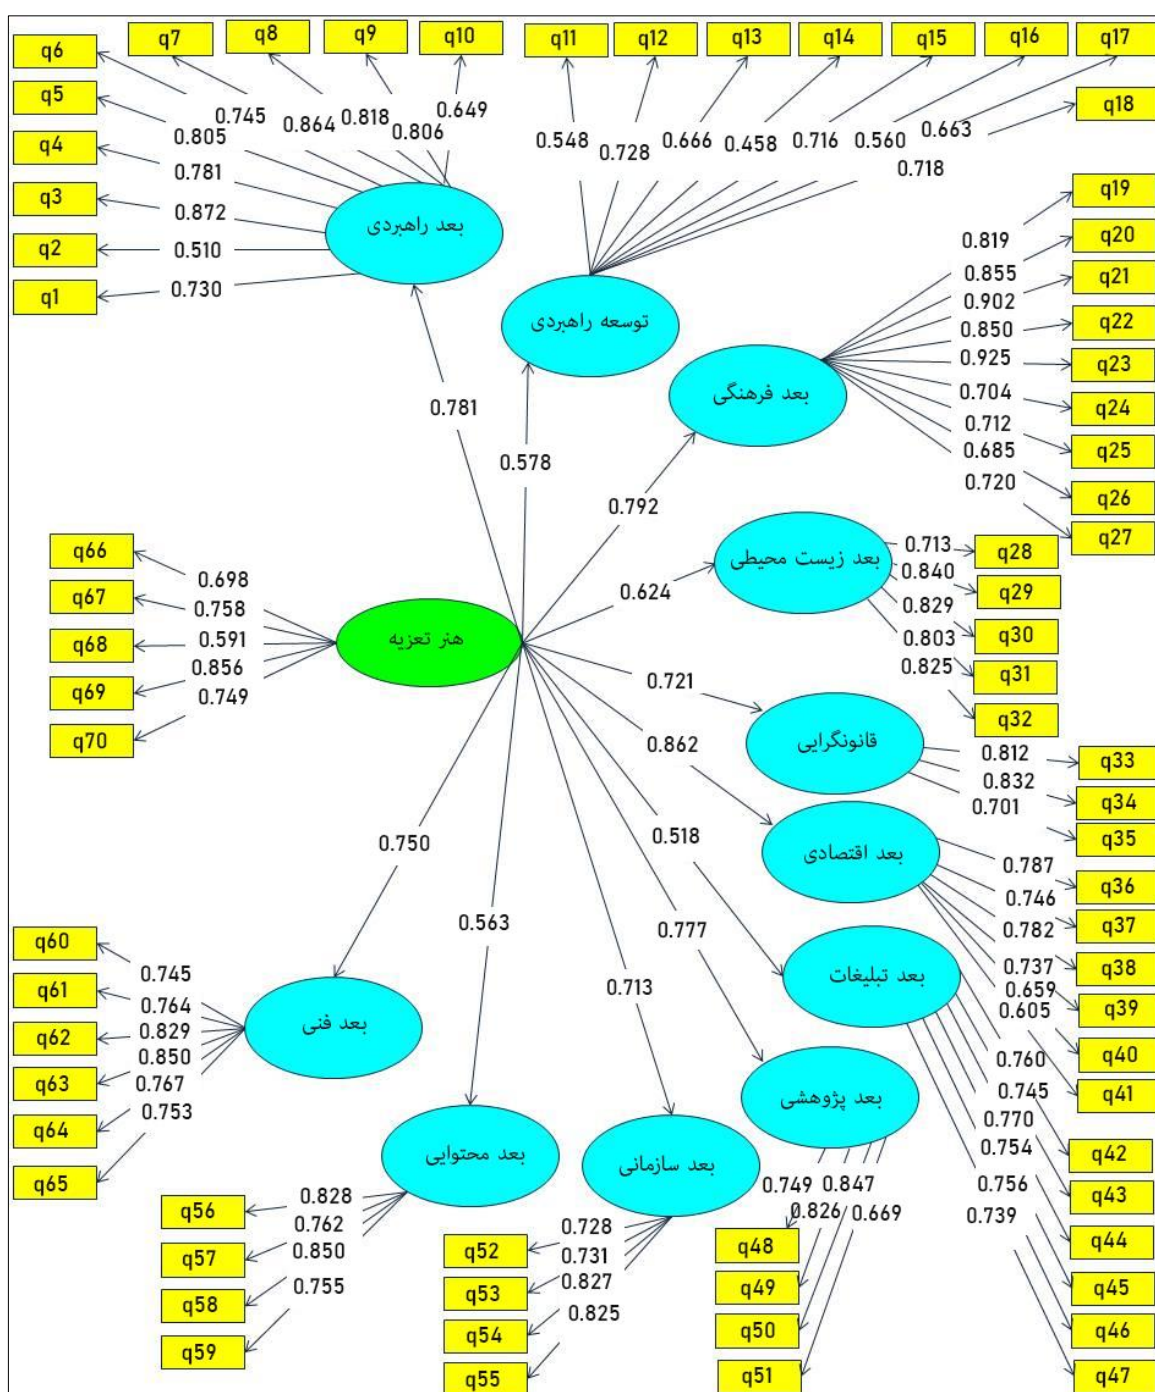 q6
q7
q8
q9
q10
q11
q12
q13
q14
q15
q16
q17
q5
q4
q3
q2
q1
q18
0.745
0.864
0.818
0.806
0.649
0.805
0.781
0.872
0.510
0.730
بعد راهبردی
0.548
0.728
0.666
0.458
0.716
0.560
0.663
0.718
توسعه راهبردی
q19
q20
q21
q22
q23
q24
q25
q26
q27
0.819
0.855
0.902
0.850
0.925
0.704
0.712
0.685
0.720
بعد فرهنگی
0.781
0.578
0.792
0.624
0.721
0.862
0.518
0.777
0.713
0.563
0.750
هنر تعزیه
q66
q67
q68
q69
q70
0.698
0.758
0.591
0.856
0.749
بعد زیست محیطی
0.713
0.840
0.829
0.803
0.825
q28
q29
q30
q31
q32
قانونگرایی
0.812
0.832
0.701
q33
q34
q35
بعد اقتصادی
0.787
0.746
0.782
0.737
0.659
0.605
q36
q37
q38
q39
q40
q41
بعد تبلیغات
0.760
0.745
0.770
0.754
0.756
0.739
q42
q43
q44
q45
q46
q47
بعد پژوهشی
0.749
0.826
0.847
0.669
q48
q49
q50
q51
بعد سازمانی
0.728
0.731
0.827
0.825
q52
q53
q54
q55
بعد محتوایی
0.828
0.762
0.850
0.755
q56
q57
q58
q59
بعد فنی
0.745
0.764
0.829
0.850
0.767
0.753
q60
q61
q62
q63
q64
q65